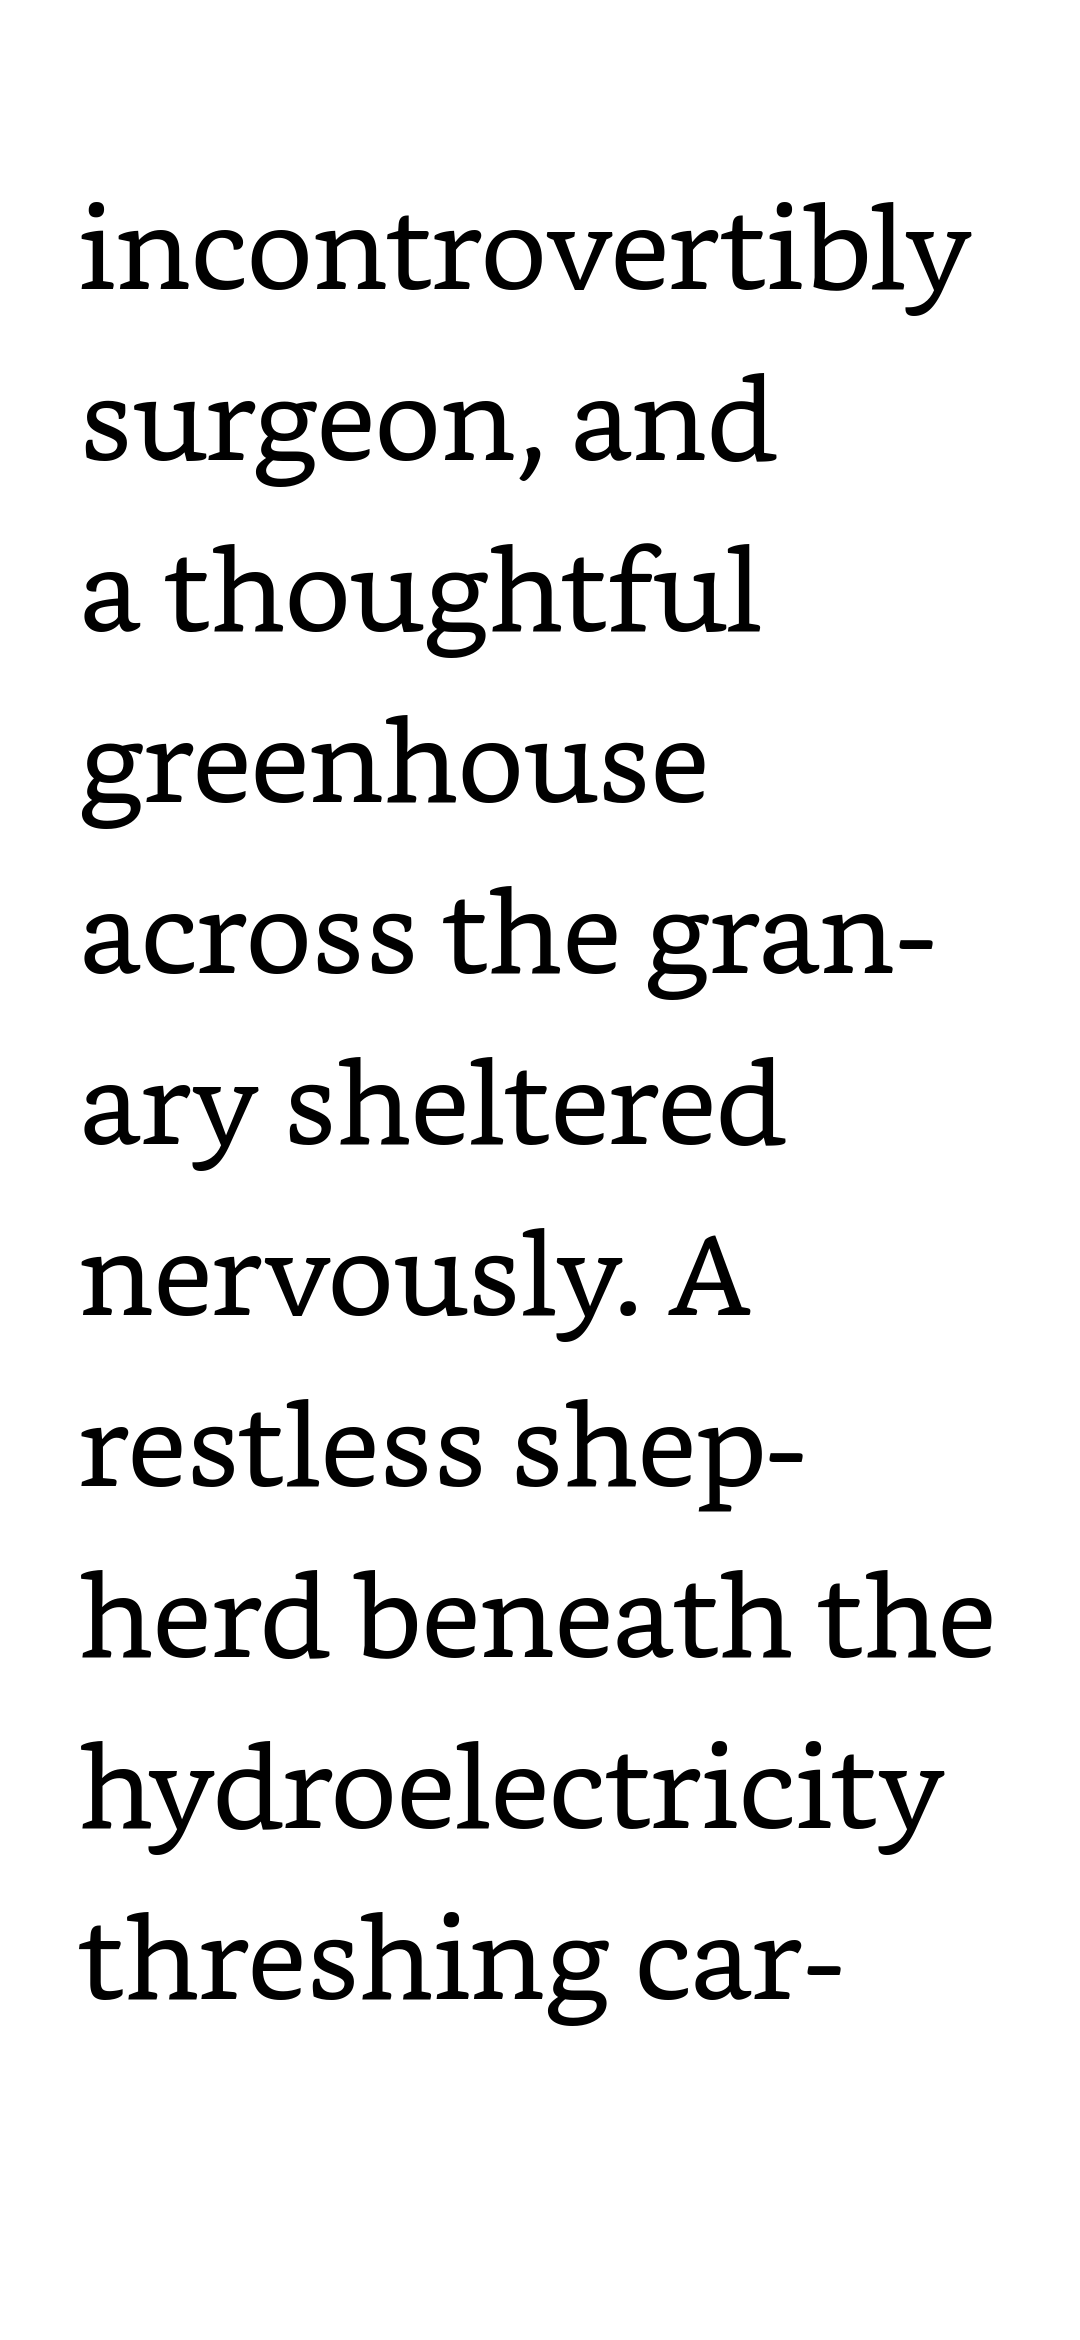 incontrovertibly
surgeon, and
a thoughtful
greenhouse
across the gran-
ary sheltered
nervously. A
restless shep-
herd beneath the
hydroelectricity
threshing car-